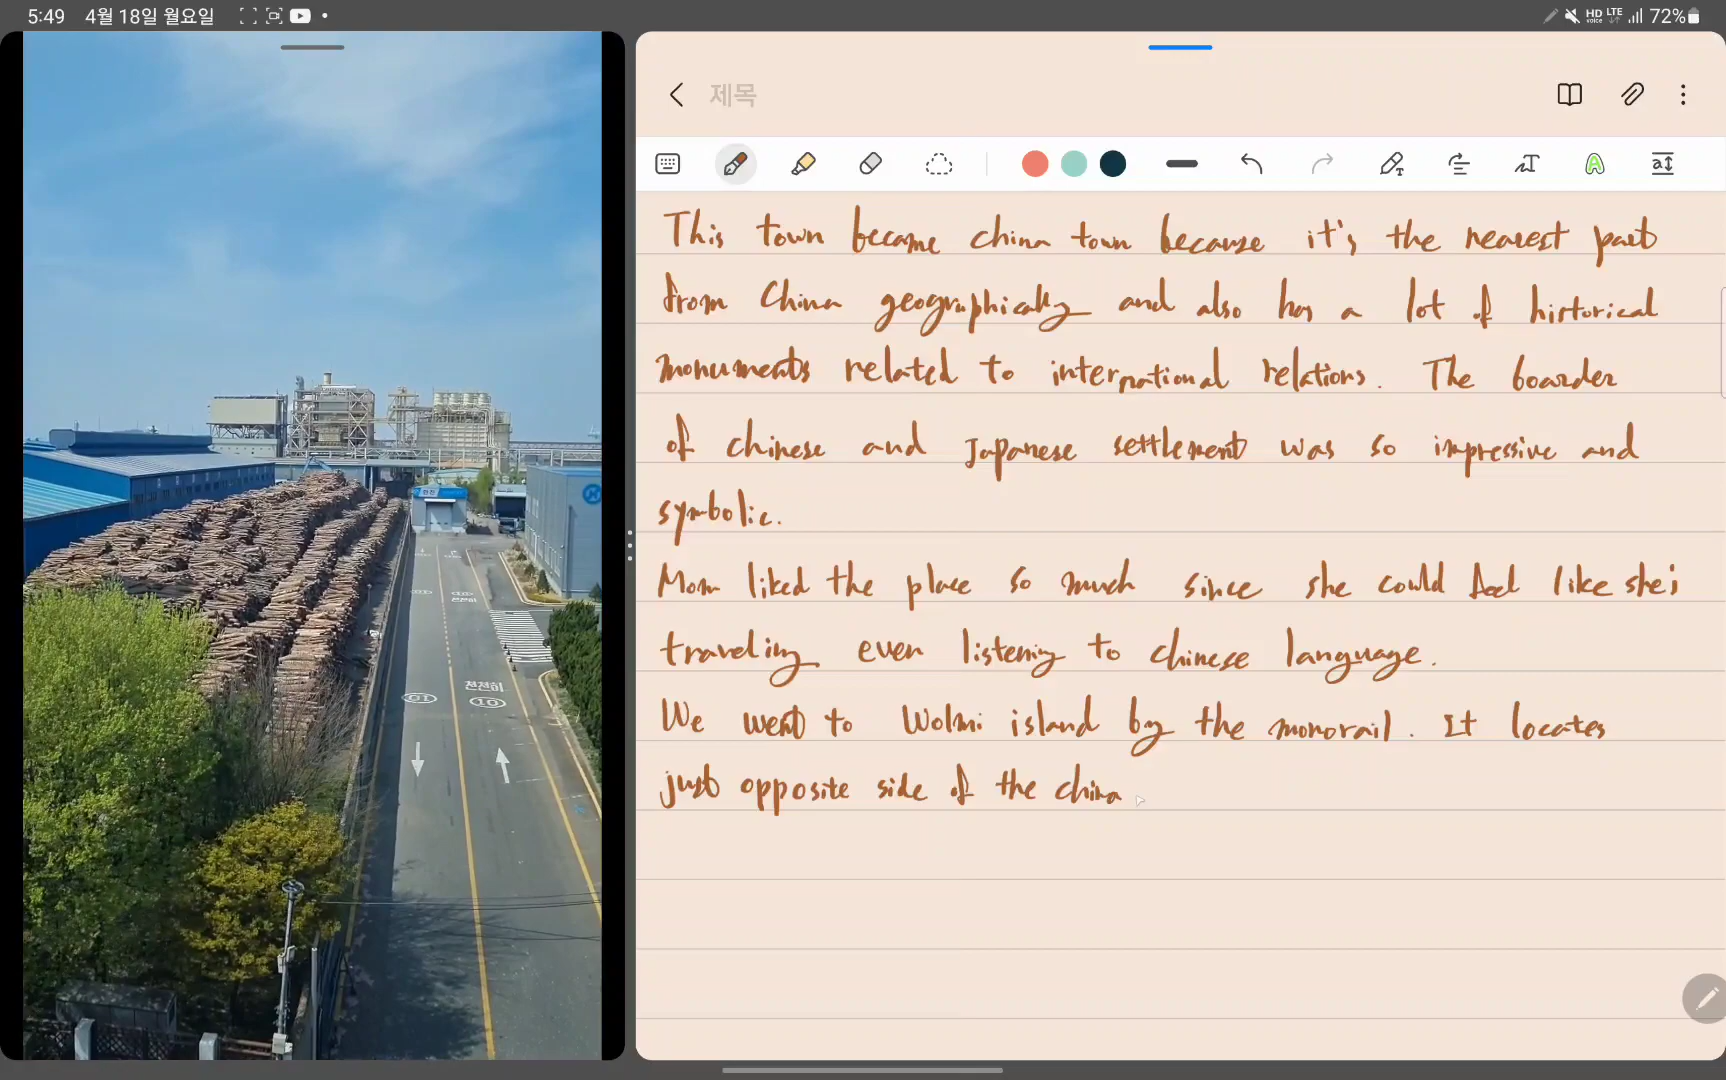 5:49 4월 18일 월요일
HD voice LTE 72%
제목
This town became china town because it's the nearest part
from China geographically and also has a lot of historical
monuments related to international relations. The boarder
of chinese and Japanese settlement was so impressive and
symbolic.
Mom liked the place so much since she could feel like she's
traveling even listening to chinese language.
We went to Wolmi island by the monorail. It locates
just opposite side of the china
한진
천천히
10